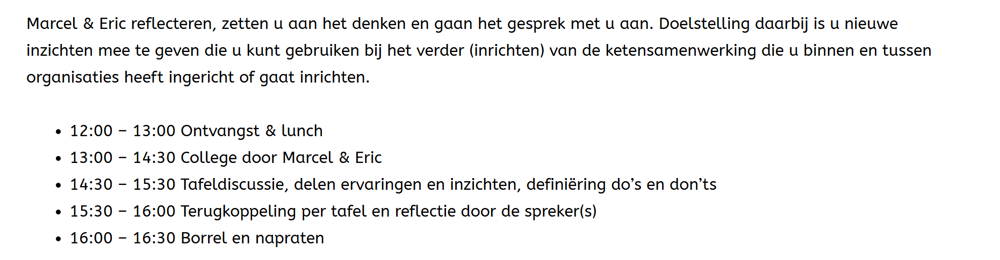 Marcel & Eric reflecteren, zetten u aan het denken en gaan het gesprek met u aan. Doelstelling daarbij is u nieuwe
inzichten mee te geven die u kunt gebruiken bij het verder (inrichten) van de ketensamenwerking die u binnen en tussen
organisaties heeft ingericht of gaat inrichten.
• 12:00 – 13:00 Ontvangst & lunch
• 13:00 – 14:30 College door Marcel & Eric
• 14:30 – 15:30 Tafeldiscussie, delen ervaringen en inzichten, definiëring do’s en don’ts
• 15:30 – 16:00 Terugkoppeling per tafel en reflectie door de spreker(s)
• 16:00 – 16:30 Borrel en napraten